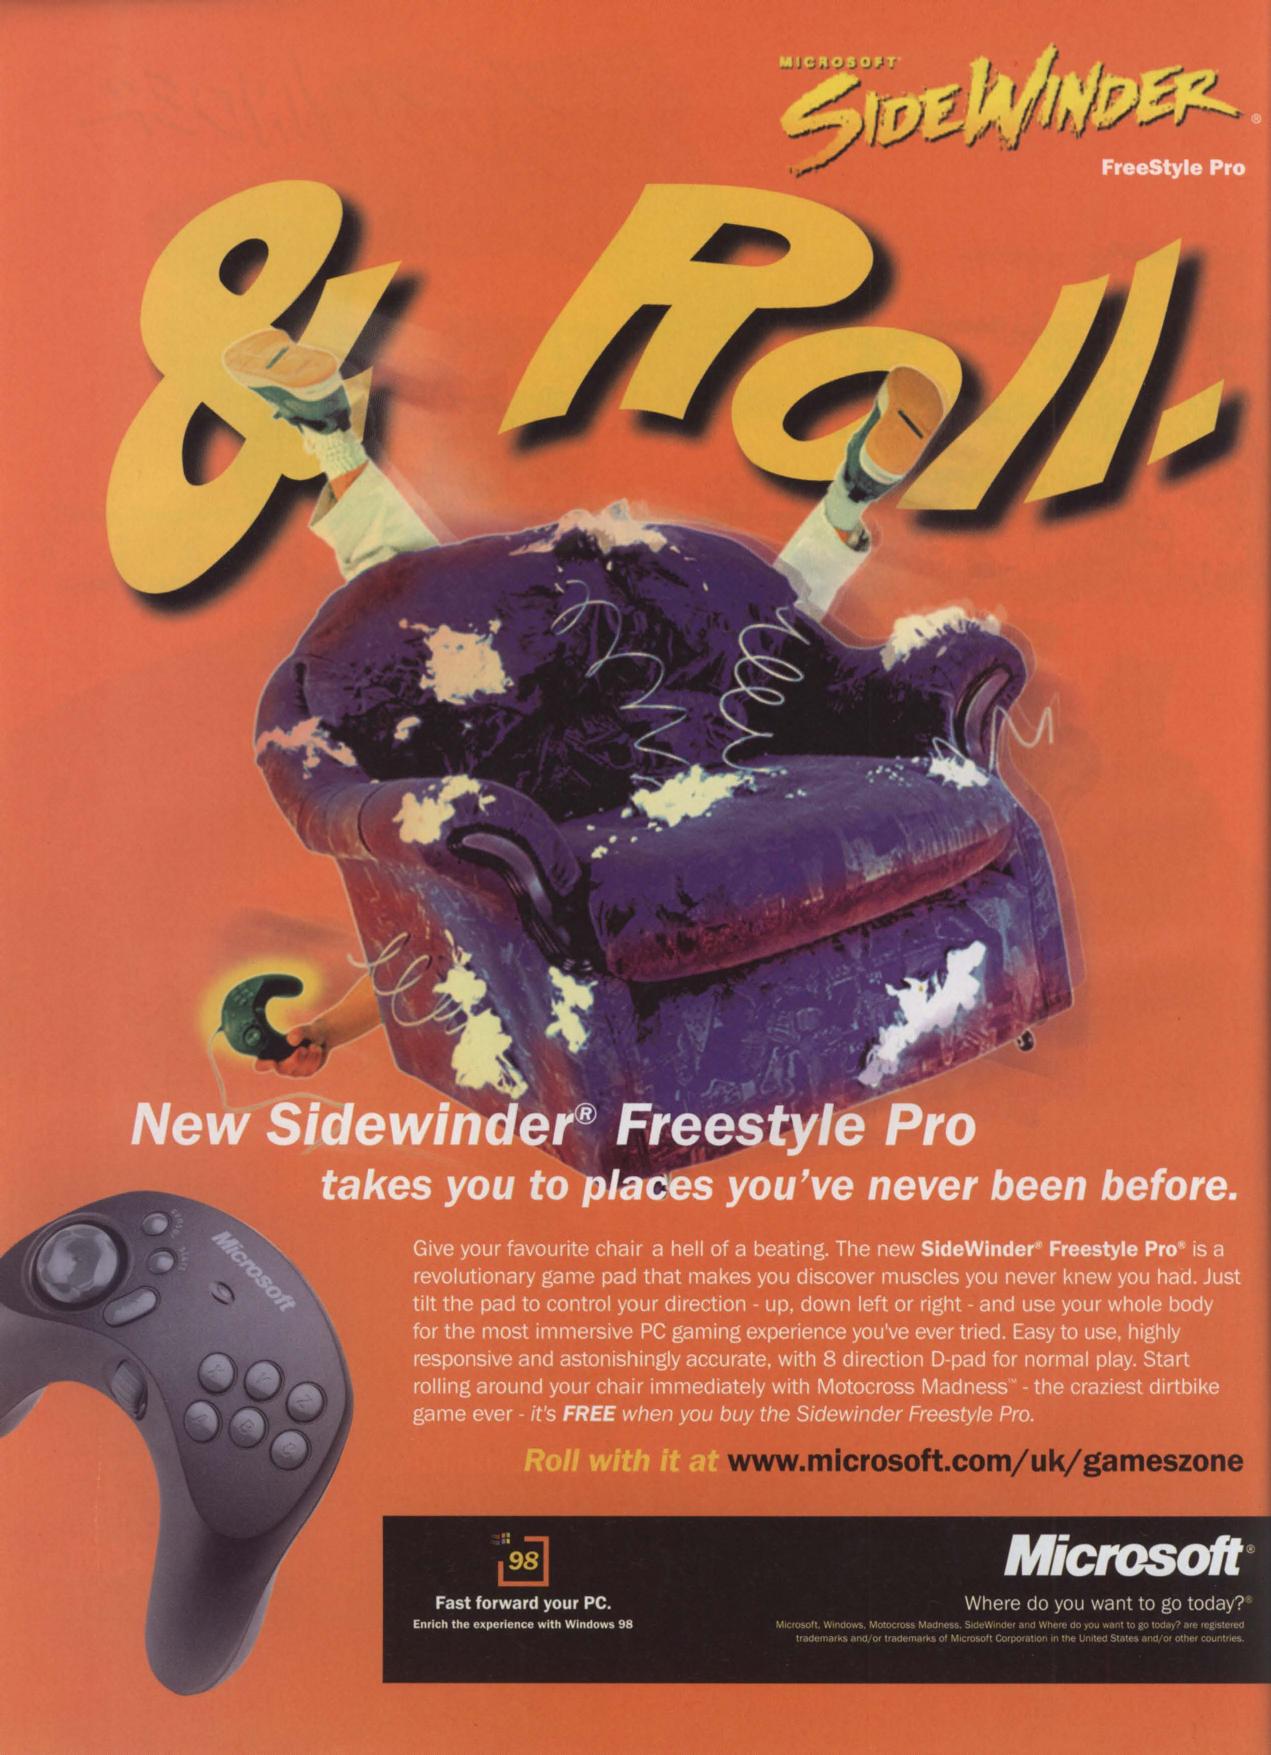 MICROSOFT
SIDEWINDER®
FreeStyle Pro
& Roll.
New Sidewinder® Freestyle Pro
takes you to places you've never been before.
Give your favourite chair a hell of a beating. The new SideWinder® Freestyle Pro® is a
revolutionary game pad that makes you discover muscles you never knew you had. Just
tilt the pad to control your direction - up, down left or right - and use your whole body
for the most immersive PC gaming experience you've ever tried. Easy to use, highly
responsive and astonishingly accurate, with 8 direction D-pad for normal play. Start
rolling around your chair immediately with Motocross Madness™ - the craziest dirtbike
game ever - it's FREE when you buy the Sidewinder Freestyle Pro.
Roll with it at www.microsoft.com/uk/gameszone
Microsoft
X Y Z
A B C
98
Fast forward your PC.
Enrich the experience with Windows 98
Microsoft®
Where do you want to go today?®
Microsoft, Windows, Motocross Madness, SideWinder and Where do you want to go today? are registered
trademarks and/or trademarks of Microsoft Corporation in the United States and/or other countries.